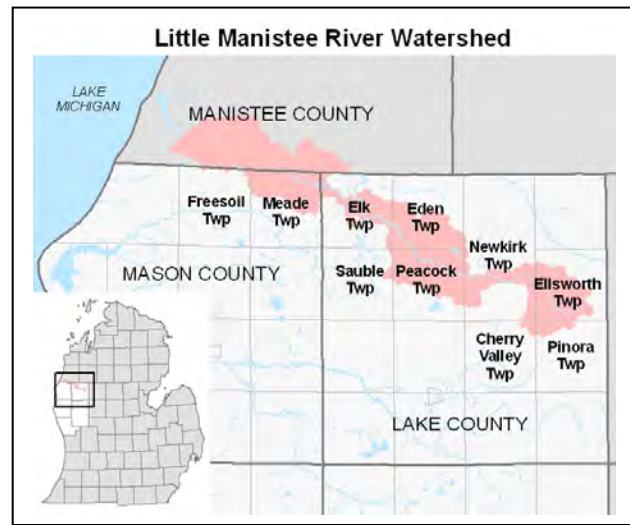 Little Manistee River Watershed
LAKE
MICHIGAN
MANISTEE COUNTY
Freesoil
Twp
Meade
Twp
Elk
Twp
Eden
Twp
Newkirk
Twp
MASON COUNTY
Sauble
Twp
Peacock
Twp
Ellsworth
Twp
Cherry
Valley
Twp
Pinora
Twp
LAKE COUNTY